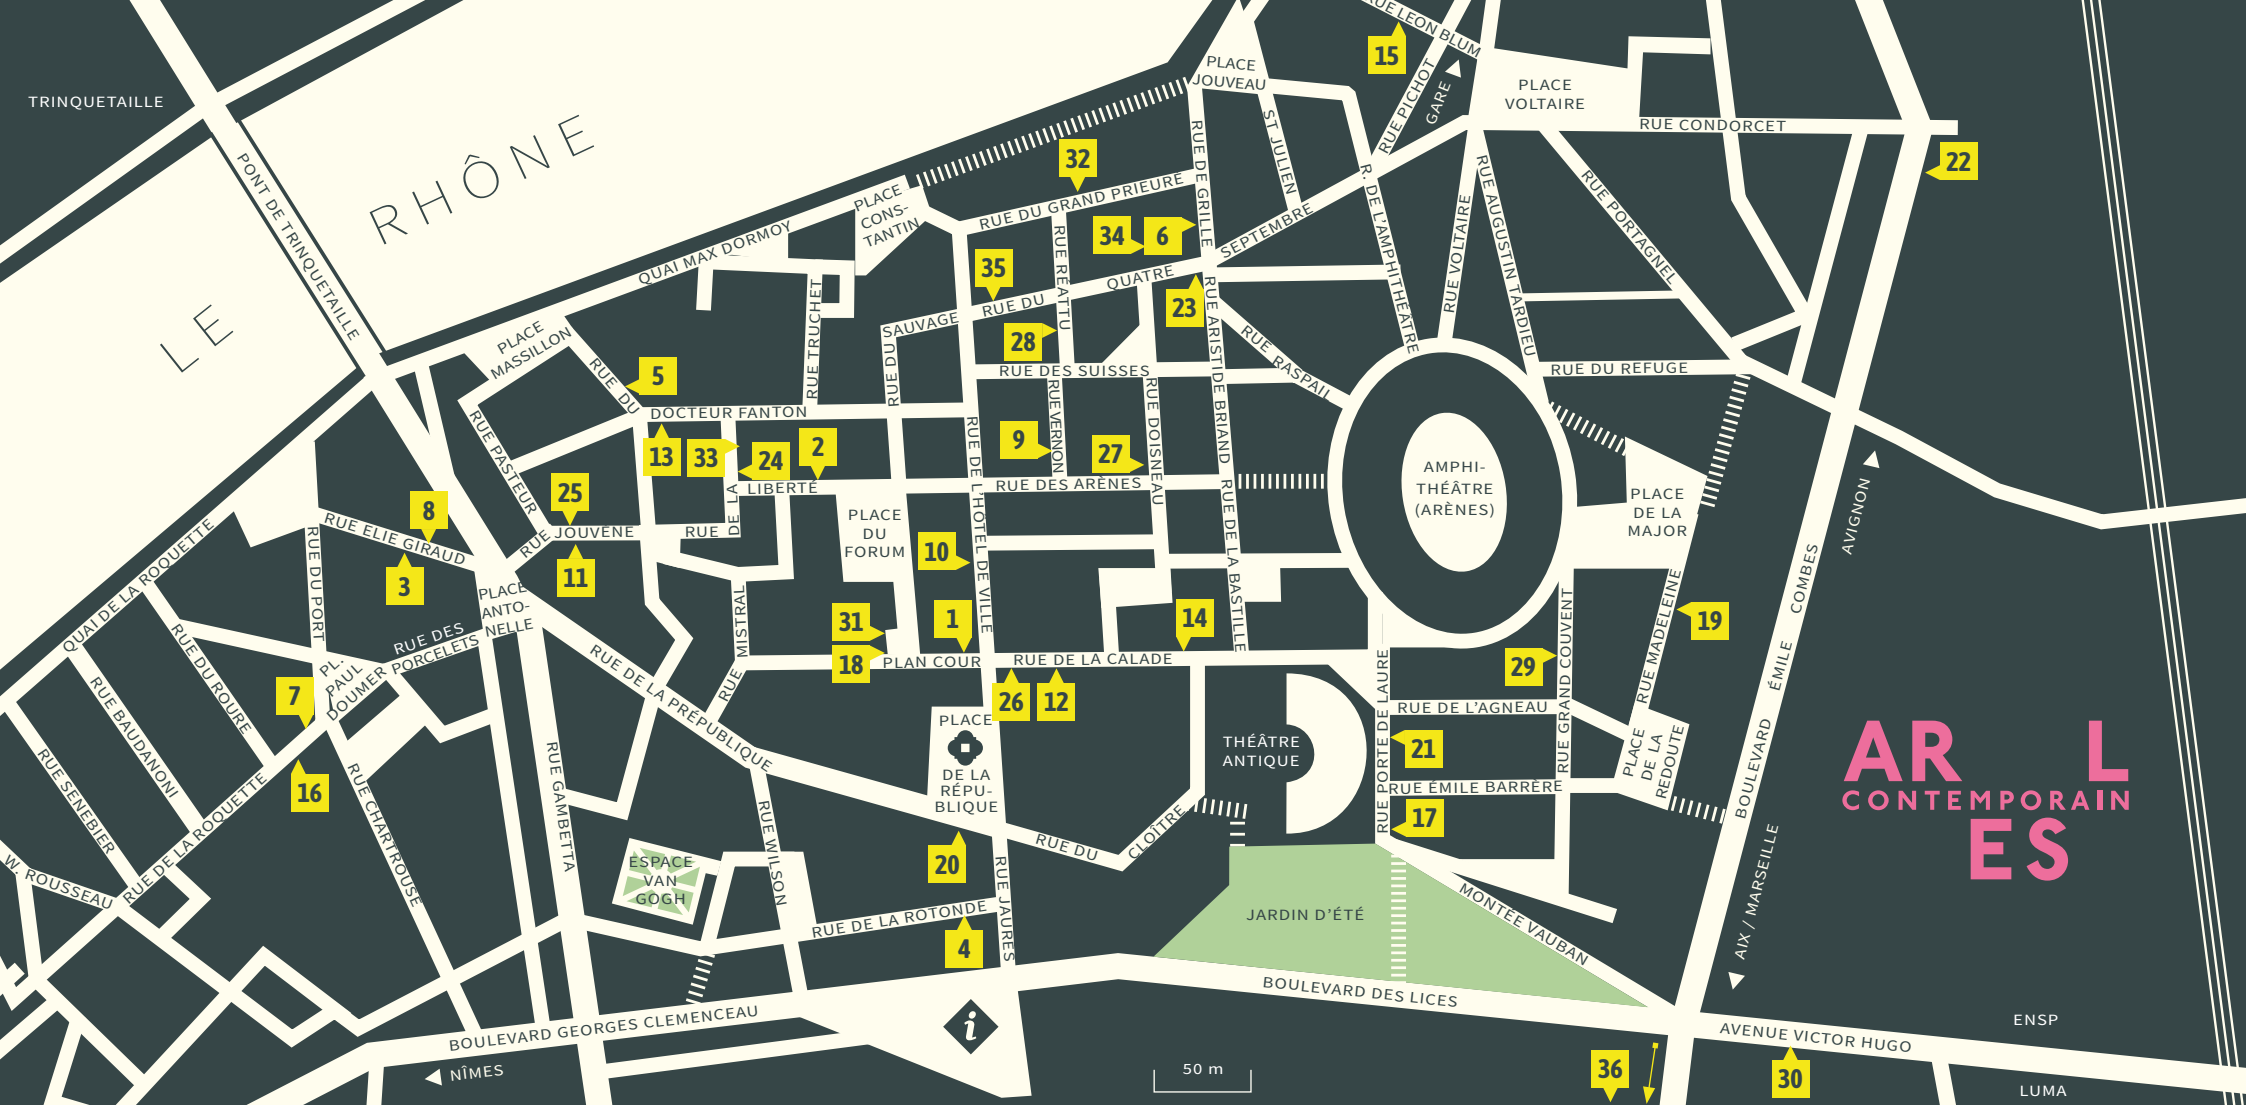 TRINQUETAILLE
LE RHÔNE
PONT DE TRINQUETAILLE
QUAI MAX DORMOY
PLACE
CONS-
TANTIN
PLACE
JOUVEAU
RUE LEON BLUM
15
RUE PICHOT
GARE
PLACE
VOLTAIRE
RUE CONDORCET
22
32
RUE DU GRAND PRIEURÉ
RUE DE GRILLE
ST JULIEN
R. DE L'AMPHITHÉÂTRE
RUE VOLTAIRE
RUE AUGUSTIN TARDIEU
RUE PORTAGNEL
34
6
35
RUE RÉATTU
RUE DU QUATRE SEPTEMBRE
23
28
RUE DU SAUVAGE
RUE TRUCHET
PLACE
MASSILLON
5
RUE DU DOCTEUR FANTON
RUE DES SUISSES
RUE ARISTIDE BRIAND
RUE RASPAIL
RUE DU REFUGE
RUE PASTEUR
13
33
24
2
9
RUE VERNON
27
RUE DOISNEAU
RUE DES ARÈNES
AMPHI-
THÉÂTRE
(ARÈNES)
PLACE
DE LA
MAJOR
AVIGNON
25
8
RUE ELIE GIRAUD
RUE JOUVÈNE
RUE DE LA LIBERTÉ
PLACE
DU
FORUM
10
RUE DE L'HÔTEL DE VILLE
RUE DE LA BASTILLE
QUAI DE LA ROQUETTE
RUE DU PORT
3
11
PLACE
ANTO-
NELLE
RUE MISTRAL
31
1
14
18
PLAN COUR
RUE DE LA CALADE
29
RUE GRAND COUVENT
RUE MADELEINE
19
BOULEVARD ÉMILE COMBES
RUE DES
PORCELETS
PL.
PAUL
DOUMER
7
RUE DU ROURE
RUE BAUDANONI
RUE SENEBIER
16
RUE DE LA ROQUETTE
W. ROUSSEAU
RUE CHARTROUSE
RUE GAMBETTA
RUE DE LA PRÉPUBLIQUE
26
12
PLACE
DE LA
RÉPU-
BLIQUE
THÉÂTRE
ANTIQUE
RUE PORTE DE LAURE
RUE DE L'AGNEAU
21
RUE ÉMILE BARRÈRE
17
PLACE
DE LA
REDOUTE
ARL
CONTEMPORAIN
ES
ESPACE
VAN
GOGH
RUE WILSON
20
RUE DU CLOÎTRE
RUE DE LA ROTONDE
4
RUE JAURES
JARDIN D'ÉTÉ
MONTÉE VAUBAN
AIX / MARSEILLE
BOULEVARD DES LICES
BOULEVARD GEORGES CLEMENCEAU
NÎMES
i
50 m
36
30
AVENUE VICTOR HUGO
ENSP
LUMA